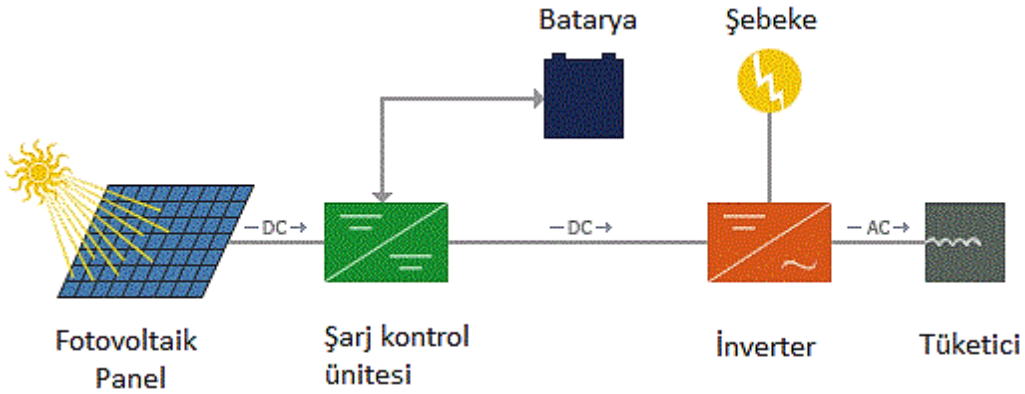 Batarya
Şebeke
DC
DC
AC
Fotovoltaik
Panel
Şarj kontrol
ünitesi
İnverter
Tüketici